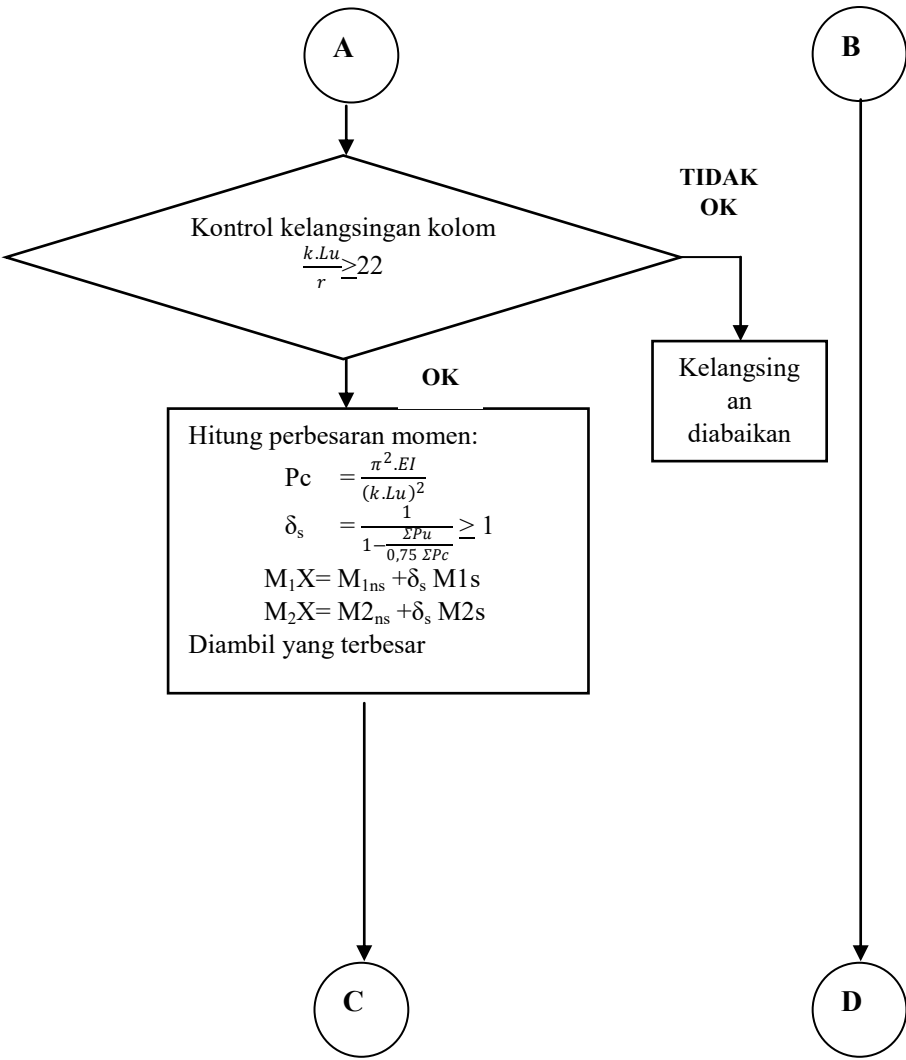 A
B
TIDAK
OK
Kontrol kelangsingan kolom
k.Lu/r ≥22
OK
Kelangsing
an
diabaikan
Hitung perbesaran momen:
Pc = π².EI/(k.Lu)²
δₛ = 1/(1−ΣPu/(0,75 ΣPc)) ≥ 1
M₁X= M₁ₙₛ +δₛ M1s
M₂X= M2ₙₛ +δₛ M2s
Diambil yang terbesar
C
D